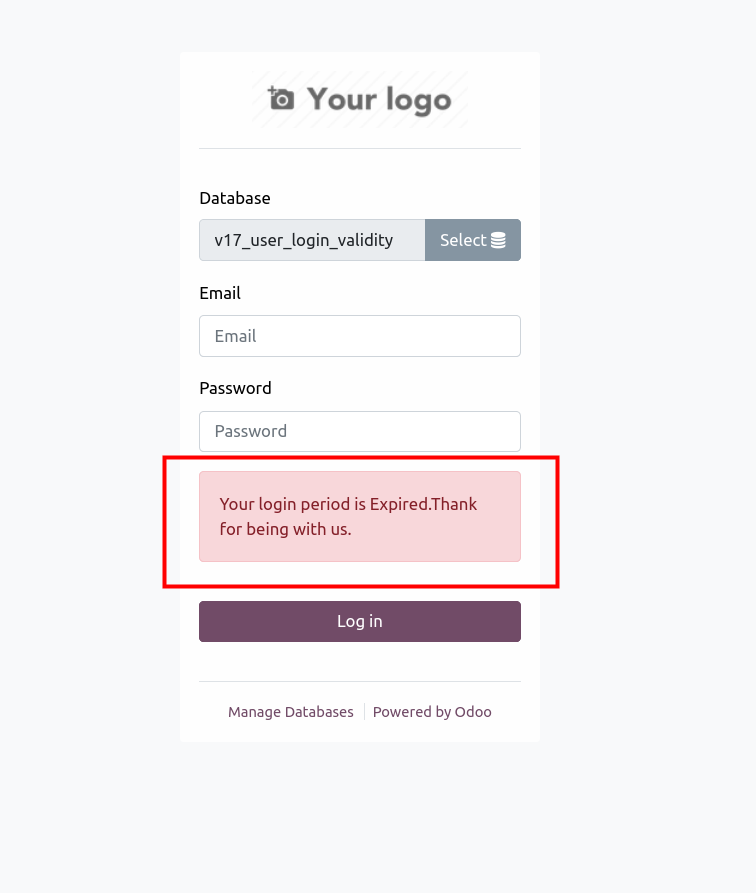 Your logo
Database
v17_user_login_validity
Select
Email
Email
Password
Password
Your login period is Expired.Thank
for being with us.
Log in
Manage Databases
Powered by Odoo